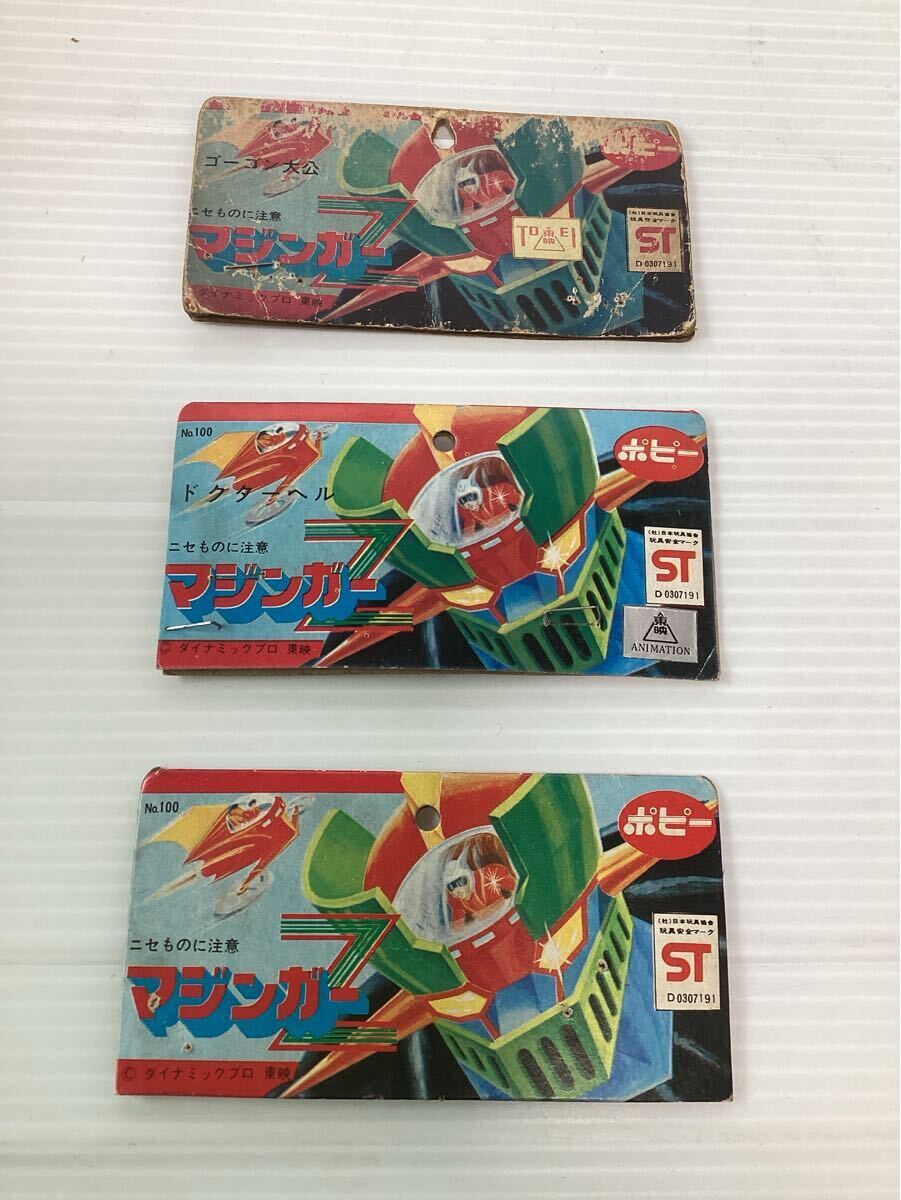 ゴーゴン大公
ニセものに注意
マジンガーZ
ダイナミックプロ 東映
TOEI
東映
(社)日本玩具協会
玩具安全マーク
ST
D 0307191
No.100
ポピー
ドクターヘル
ニセものに注意
マジンガーZ
© ダイナミックプロ 東映
(社)日本玩具協会
玩具安全マーク
ST
D 0307191
東映
ANIMATION
No.100
ポピー
ニセものに注意
マジンガーZ
© ダイナミックプロ 東映
(社)日本玩具協会
玩具安全マーク
ST
D 0307191